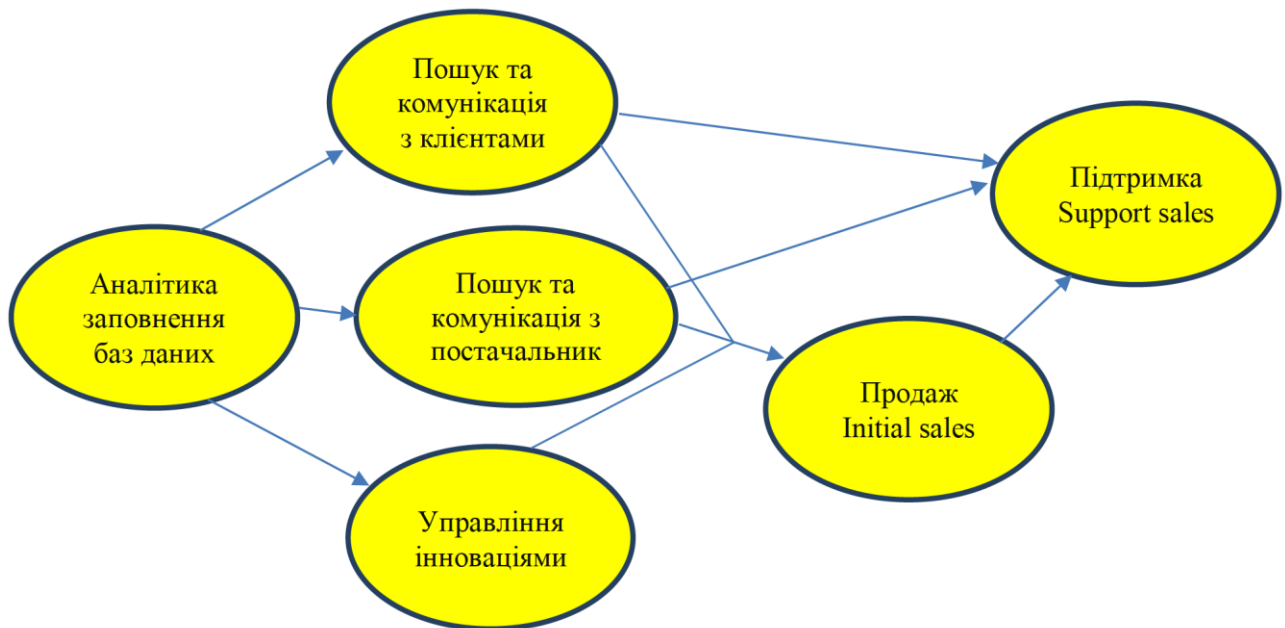 Пошук та
комунікація
з клієнтами
Підтримка
Support sales
Аналітика
заповнення
баз даних
Пошук та
комунікація з
постачальник
Продаж
Initial sales
Управління
інноваціями